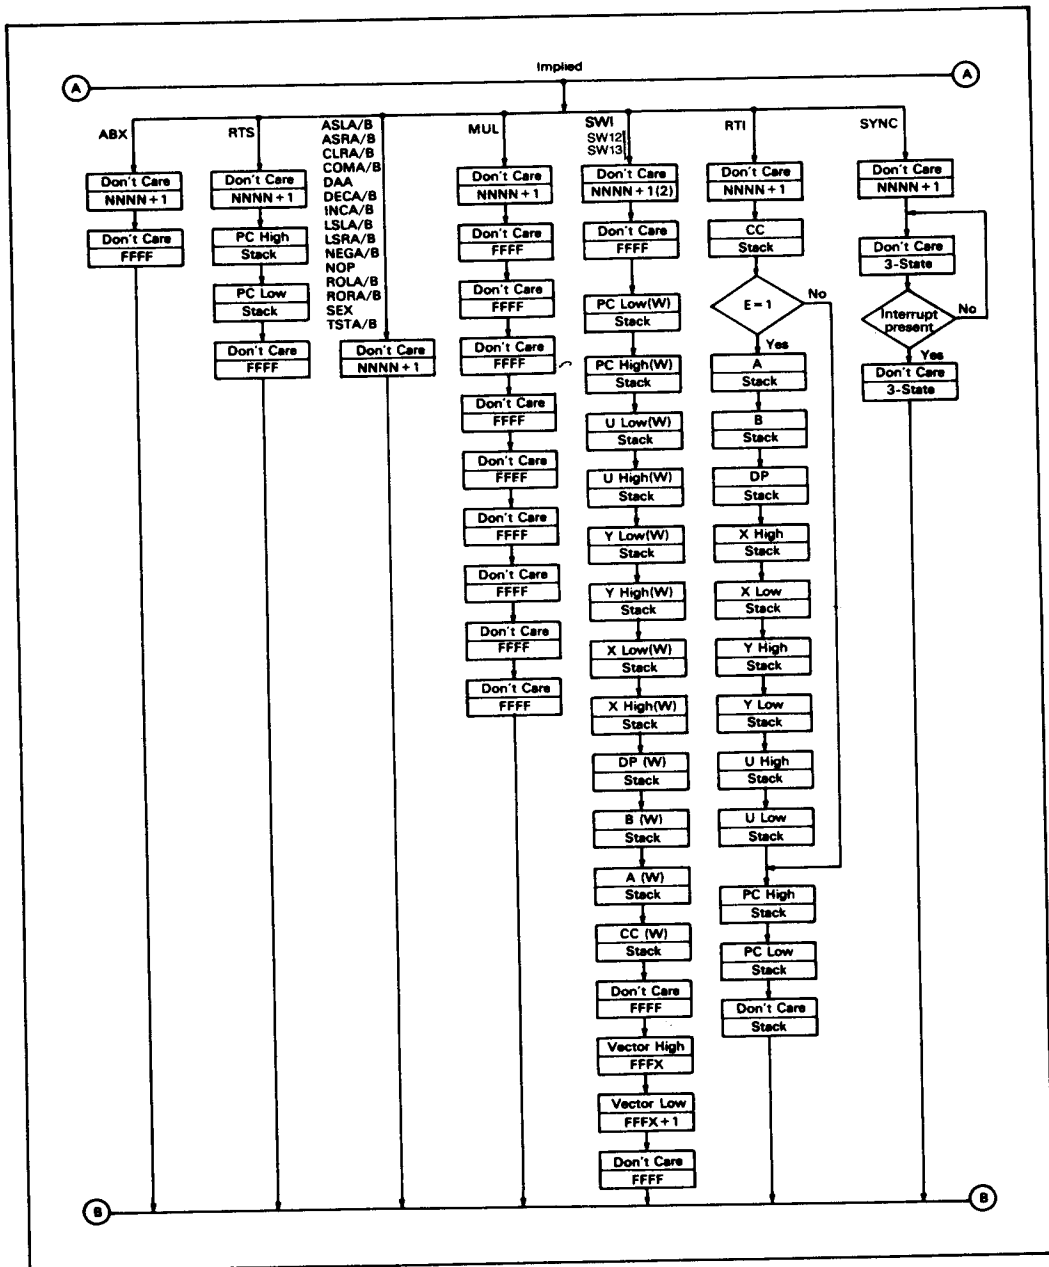 Implied
A
A
ABX
Don't Care
NNNN + 1
Don't Care
FFFF
RTS
Don't Care
NNNN + 1
PC High
Stack
PC Low
Stack
Don't Care
FFFF
ASLA/B
ASRA/B
CLRA/B
COMA/B
DAA
DECA/B
INCA/B
LSLA/B
LSRA/B
NEGA/B
NOP
ROLA/B
RORA/B
SEX
TSTA/B
Don't Care
NNNN + 1
MUL
Don't Care
NNNN + 1
Don't Care
FFFF
Don't Care
FFFF
Don't Care
FFFF
Don't Care
FFFF
Don't Care
FFFF
Don't Care
FFFF
Don't Care
FFFF
Don't Care
FFFF
Don't Care
FFFF
SWI
SW12
SW13
Don't Care
NNNN + 1(2)
Don't Care
FFFF
PC Low(W)
Stack
PC High(W)
Stack
U Low(W)
Stack
U High(W)
Stack
Y Low(W)
Stack
Y High(W)
Stack
X Low(W)
Stack
X High(W)
Stack
DP (W)
Stack
B (W)
Stack
A (W)
Stack
CC (W)
Stack
Don't Care
FFFF
Vector High
FFFX
Vector Low
FFFX + 1
Don't Care
FFFF
RTI
Don't Care
NNNN + 1
CC
Stack
E = 1
No
Yes
A
Stack
B
Stack
DP
Stack
X High
Stack
X Low
Stack
Y High
Stack
Y Low
Stack
U High
Stack
U Low
Stack
PC High
Stack
PC Low
Stack
Don't Care
Stack
SYNC
Don't Care
NNNN + 1
Don't Care
3-State
Interrupt
present
No
Yes
Don't Care
3-State
B
B